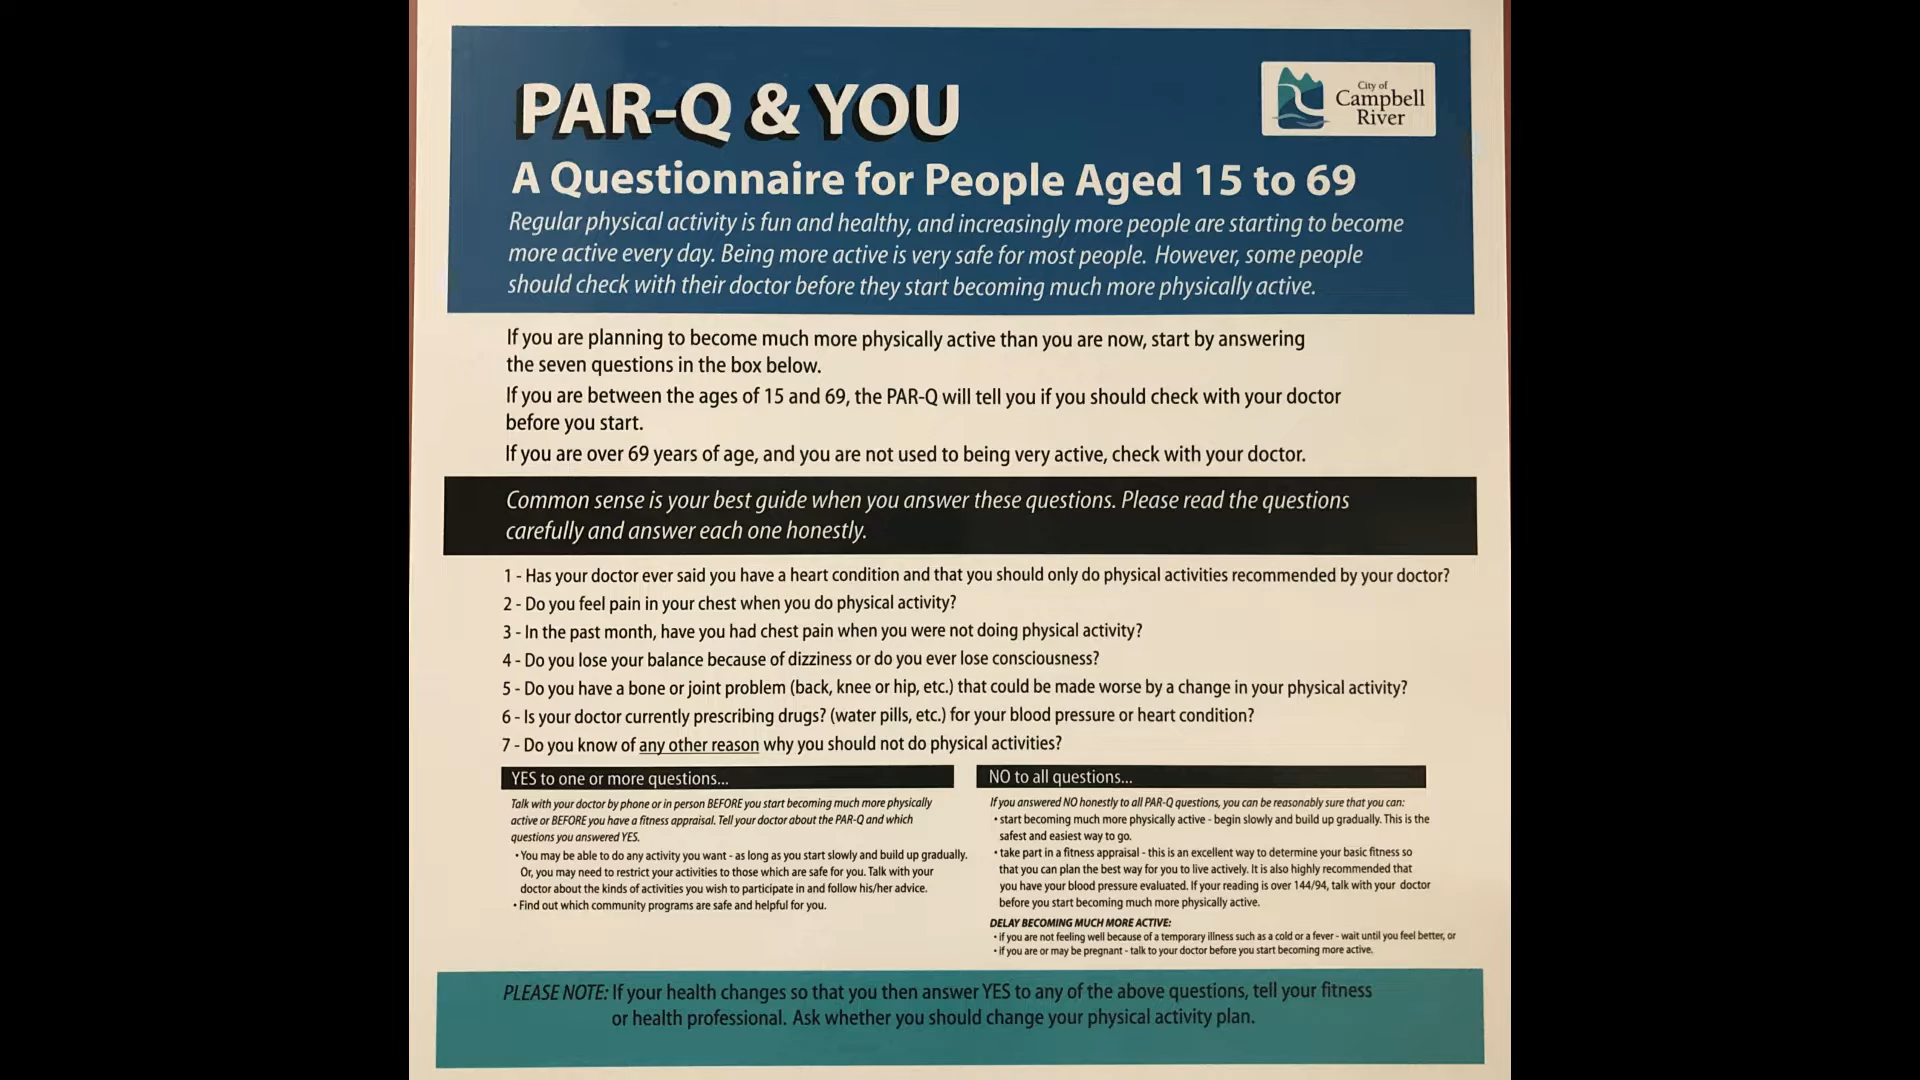 PAR-Q & YOU
City of
Campbell
River
A Questionnaire for People Aged 15 to 69
Regular physical activity is fun and healthy, and increasingly more people are starting to become
more active every day. Being more active is very safe for most people. However, some people
should check with their doctor before they start becoming much more physically active.
If you are planning to become much more physically active than you are now, start by answering
the seven questions in the box below.
If you are between the ages of 15 and 69, the PAR-Q will tell you if you should check with your doctor
before you start.
If you are over 69 years of age, and you are not used to being very active, check with your doctor.
Common sense is your best guide when you answer these questions. Please read the questions
carefully and answer each one honestly.
1 - Has your doctor ever said you have a heart condition and that you should only do physical activities recommended by your doctor?
2 - Do you feel pain in your chest when you do physical activity?
3 - In the past month, have you had chest pain when you were not doing physical activity?
4 - Do you lose your balance because of dizziness or do you ever lose consciousness?
5 - Do you have a bone or joint problem (back, knee or hip, etc.) that could be made worse by a change in your physical activity?
6 - Is your doctor currently prescribing drugs? (water pills, etc.) for your blood pressure or heart condition?
7 - Do you know of any other reason why you should not do physical activities?
YES to one or more questions...
Talk with your doctor by phone or in person BEFORE you start becoming much more physically
active or BEFORE you have a fitness appraisal. Tell your doctor about the PAR-Q and which
questions you answered YES.
• You may be able to do any activity you want - as long as you start slowly and build up gradually.
Or, you may need to restrict your activities to those which are safe for you. Talk with your
doctor about the kinds of activities you wish to participate in and follow his/her advice.
• Find out which community programs are safe and helpful for you.
NO to all questions...
If you answered NO honestly to all PAR-Q questions, you can be reasonably sure that you can:
• start becoming much more physically active - begin slowly and build up gradually. This is the
safest and easiest way to go.
• take part in a fitness appraisal - this is an excellent way to determine your basic fitness so
that you can plan the best way for you to live actively. It is also highly recommended that
you have your blood pressure evaluated. If your reading is over 144/94, talk with your doctor
before you start becoming much more physically active.
DELAY BECOMING MUCH MORE ACTIVE:
• if you are not feeling well because of a temporary illness such as a cold or a fever - wait until you feel better, or
• if you are or may be pregnant - talk to your doctor before you start becoming more active.
PLEASE NOTE: If your health changes so that you then answer YES to any of the above questions, tell your fitness
or health professional. Ask whether you should change your physical activity plan.